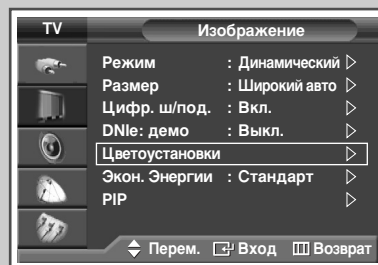 TV Изображение
Режим : Динамический
Размер : Широкий авто
Цифр. ш/под. : Вкл.
DNIe: демо : Выкл.
Цветоустановки
Экон. Энергии : Стандарт
PIP
Перем. Вход Возврат